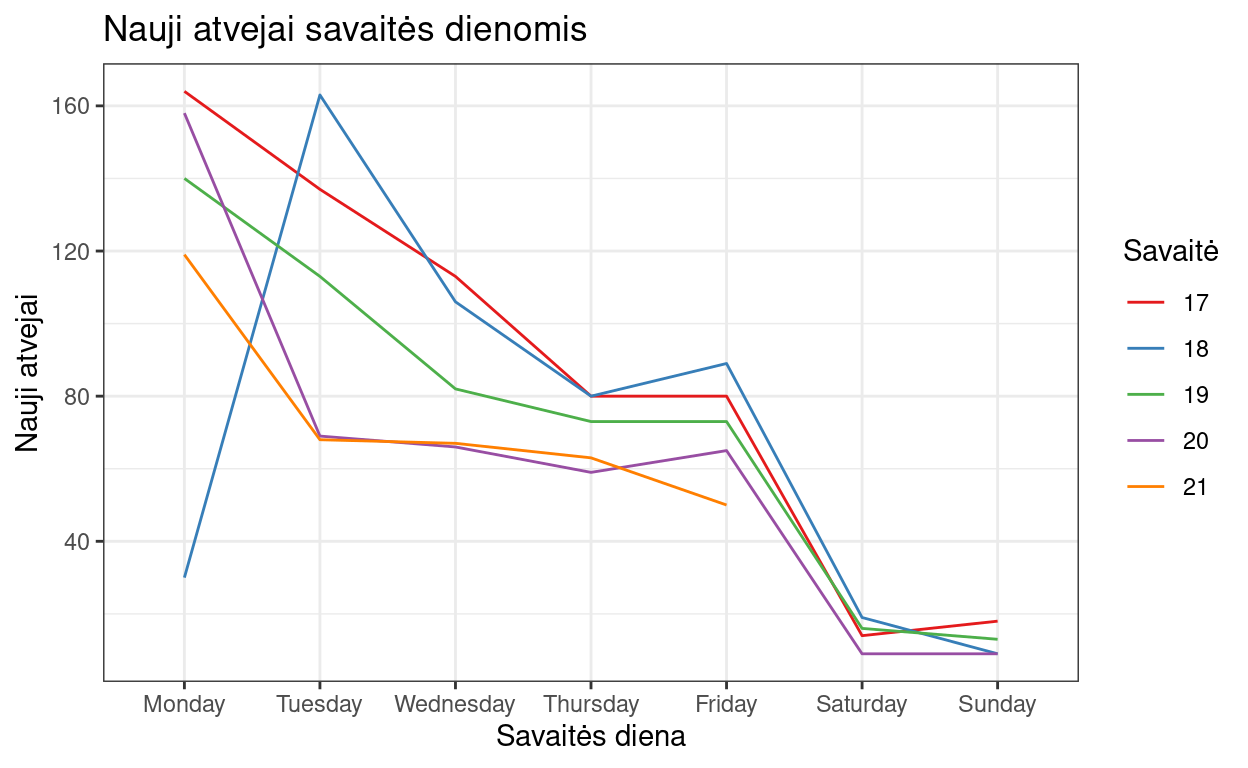 Nauji atvejai savaitės dienomis
Nauji atvejai
160
120
80
40
Monday Tuesday Wednesday Thursday Friday Saturday Sunday
Savaitės diena
Savaitė
17
18
19
20
21